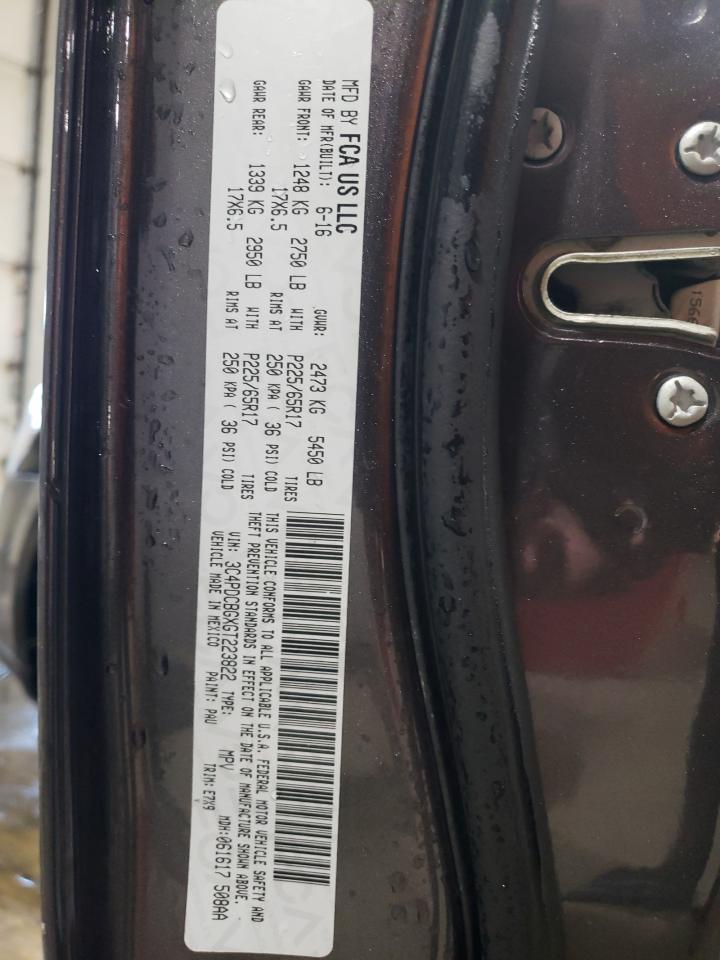 MFD BY FCA US LLC
DATE OF MFR(BUILT): 6-16 GVWR: 2473 KG 5450 LB
GAWR FRONT: 1248 KG 2750 LB WITH P225/65R17 TIRES
17X6.5 RIMS AT 250 KPA ( 36 PSI) COLD
GAWR REAR: 1339 KG 2950 LB WITH P225/65R17 TIRES
17X6.5 RIMS AT 250 KPA ( 36 PSI) COLD
THIS VEHICLE CONFORMS TO ALL APPLICABLE U.S.A. FEDERAL MOTOR VEHICLE SAFETY AND
THEFT PREVENTION STANDARDS IN EFFECT ON THE DATE OF MANUFACTURE SHOWN ABOVE.
VIN: 3C4PDCBGXGT223822 TYPE: MPV MDH:061617 508AA
VEHICLE MADE IN MEXICO PAINT: PAU TRIM:E7X9